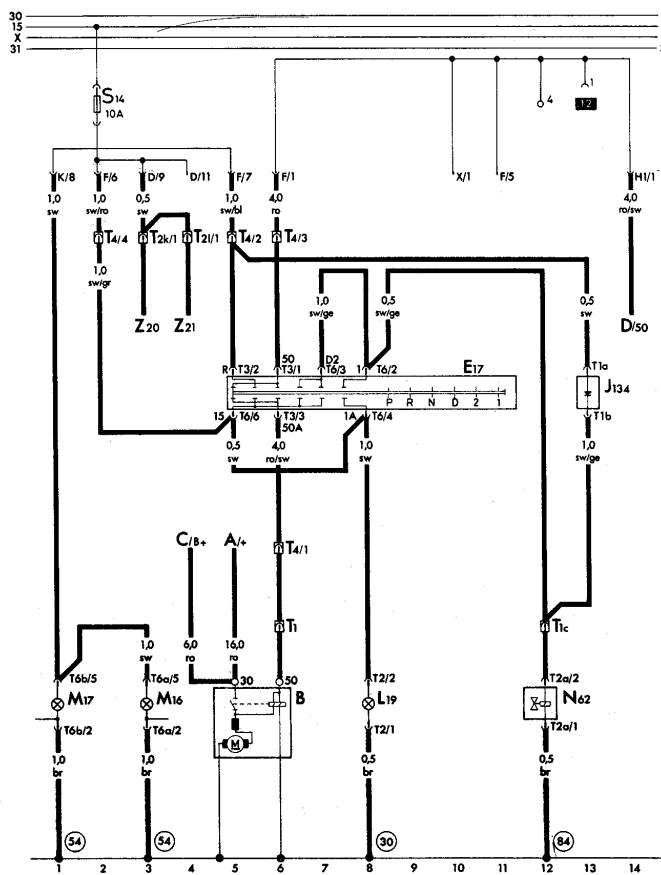 30
15
X
31
S14
10A
4
1
12
K/8 F/6 D/9 D/11 F/7 F/1 X/1 F/5 H1/1
1,0 1,0 0,5 1,0 4,0 4,0
sw sw/ro sw sw/bl ro ro/sw
T4/4 T2k/1 T2l/1 T4/2 T4/3
1,0
sw/gr
1,0 0,5 0,5
sw/ge sw/ge sw
Z20 Z21 D/50
50 D2 E17 T1a
R T3/2 T3/1 T6/3 1 T6/2
J134
P R N D 2 1
15 T6/6 T3/3 1A T6/4 T1b
50A
0,5 4,0 1,0 1,0
sw ro/sw sw sw/ge
C/B+ A/+
T4/1
T1 T1c
1,0 6,0 16,0
sw ro ro
T6b/5 T6a/5 30 50 T2/2 T2a/2
M17 M16 B L19 N62
M
T6b/2 T6a/2 T2/1 T2a/1
1,0 1,0 0,5 0,5
br br br br
54 54 30 84
1 2 3 4 5 6 7 8 9 10 11 12 13 14